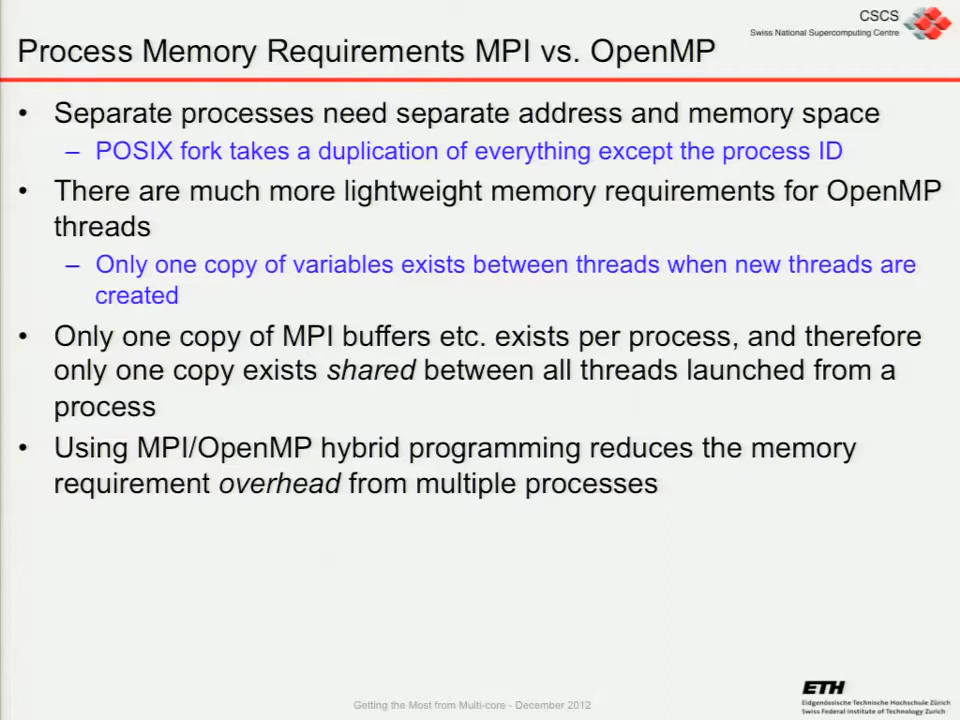 CSCS
Swiss National Supercomputing Centre
Process Memory Requirements MPI vs. OpenMP
• Separate processes need separate address and memory space
– POSIX fork takes a duplication of everything except the process ID
• There are much more lightweight memory requirements for OpenMP
threads
– Only one copy of variables exists between threads when new threads are
created
• Only one copy of MPI buffers etc. exists per process, and therefore
only one copy exists shared between all threads launched from a
process
• Using MPI/OpenMP hybrid programming reduces the memory
requirement overhead from multiple processes
Getting the Most from Multi-core - December 2012
ETH
Eidgenössische Technische Hochschule Zürich
Swiss Federal Institute of Technology Zurich